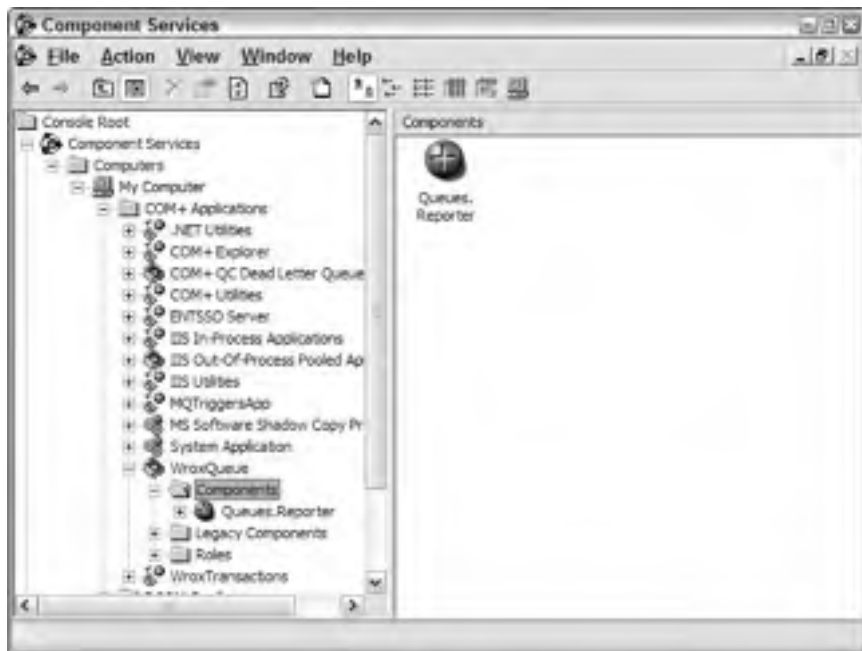 Component Services
File Action View Window Help
Console Root
Component Services
Computers
My Computer
COM+ Applications
.NET Utilities
COM+ Explorer
COM+ QC Dead Letter Queue
COM+ Utilities
ENTSSO Server
IIS In-Process Applications
IIS Out-Of-Process Pooled Ap
IIS Utilities
MQTriggersApp
MS Software Shadow Copy Pr
System Application
WroxQueue
Components
Queues.Reporter
Legacy Components
Roles
WroxTransactions
Components
Queues.
Reporter